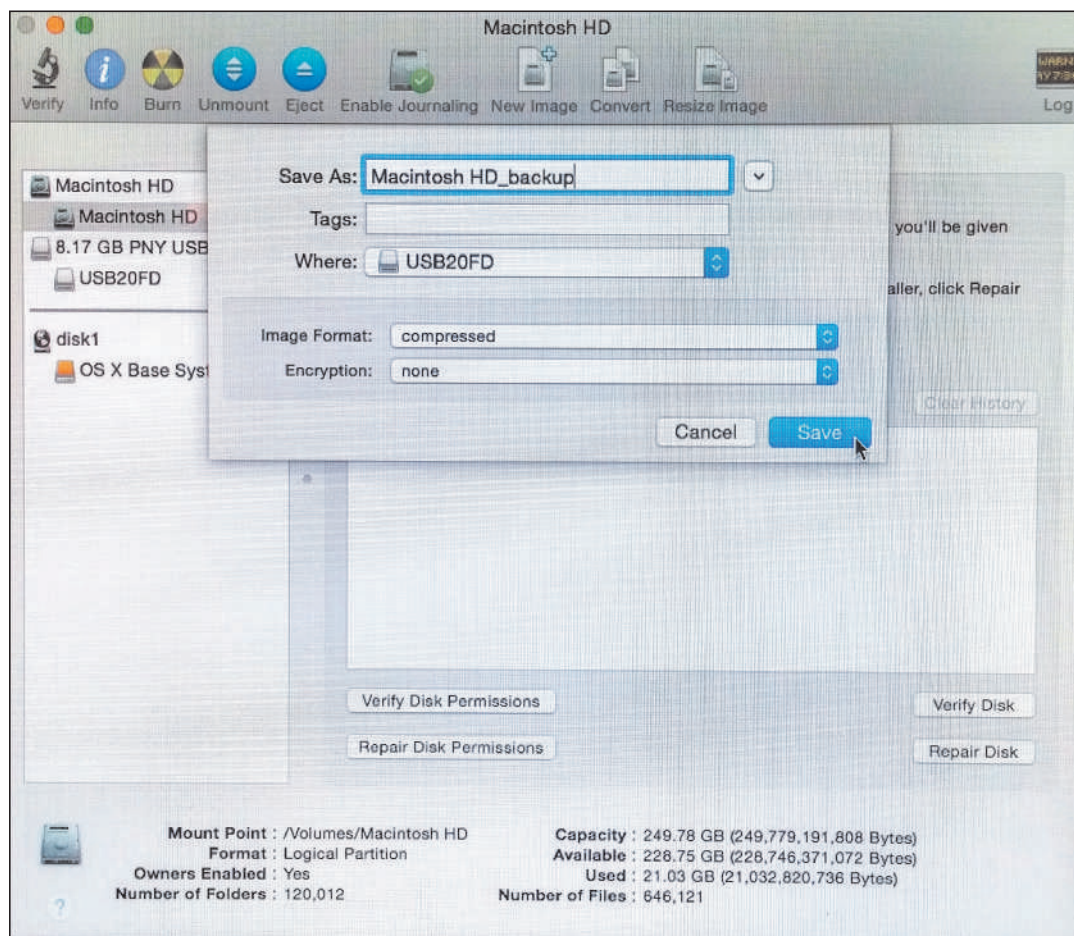 Macintosh HD
Verify Info Burn Unmount Eject Enable Journaling New Image Convert Resize Image Log
Save As: Macintosh HD_backup
Tags:
Where: USB20FD
Image Format: compressed
Encryption: none
Cancel Save
Macintosh HD
Macintosh HD
8.17 GB PNY USB
USB20FD
disk1
OS X Base Syst
you'll be given
aller, click Repair
Clear History
Verify Disk Permissions Verify Disk
Repair Disk Permissions Repair Disk
Mount Point : /Volumes/Macintosh HD
Format : Logical Partition
Owners Enabled : Yes
Number of Folders : 120,012
Capacity : 249.78 GB (249,779,191,808 Bytes)
Available : 228.75 GB (228,746,371,072 Bytes)
Used : 21.03 GB (21,032,820,736 Bytes)
Number of Files : 646,121
?